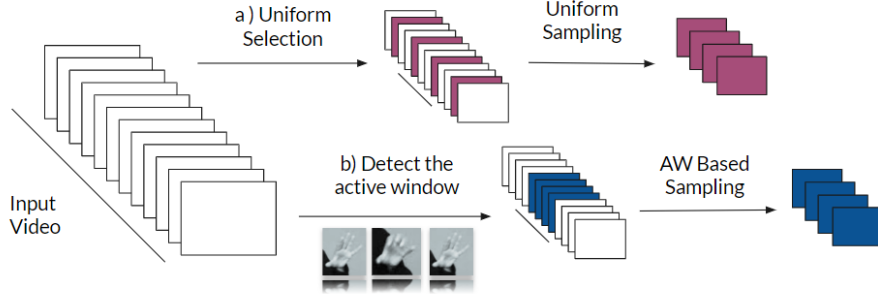 a ) Uniform
Selection
Uniform
Sampling
Input
Video
b) Detect the
active window
AW Based
Sampling